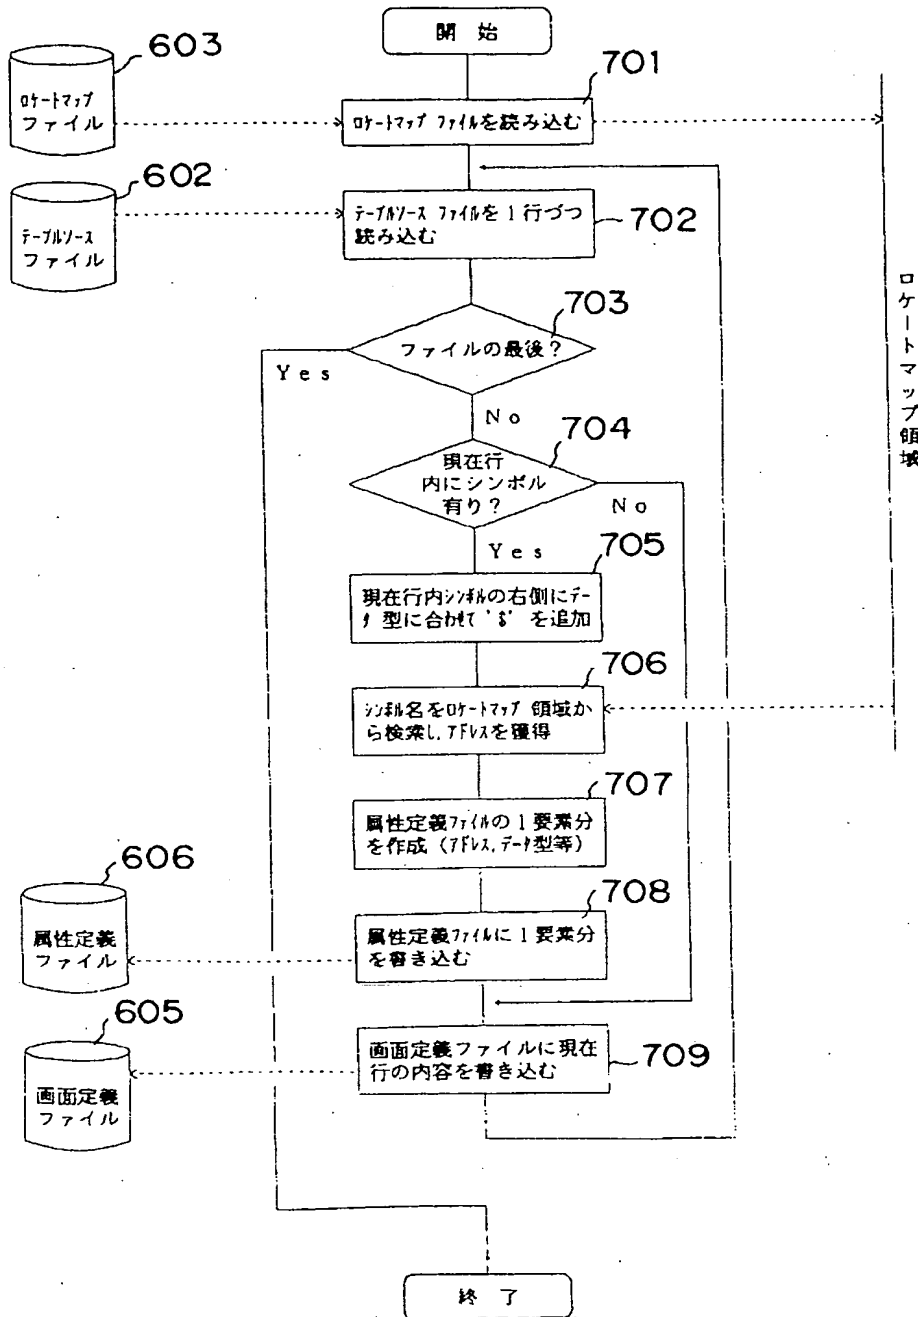 開 始
603
ロケートマップ
ファイル
701
ロケートマップ ファイルを読み込む
602
テーブルソース
ファイル
テーブルソース ファイルを1行づつ
読み込む
702
703
ファイルの最後?
Yes
No
704
現在行
内にシンボル
有り?
No
Yes
ロケートマップ領域
705
現在行内シンボルの右側にデー
タ 型に合わせて '$' を追加
706
シンボル名をロケートマップ 領域か
ら検索し,アドレスを獲得
707
属性定義ファイルの1要素分
を作成 (アドレス,データ型等)
606
属性定義
ファイル
708
属性定義ファイルに1要素分
を書き込む
605
画面定義
ファイル
画面定義ファイルに現在
行の内容を書き込む
709
終 了